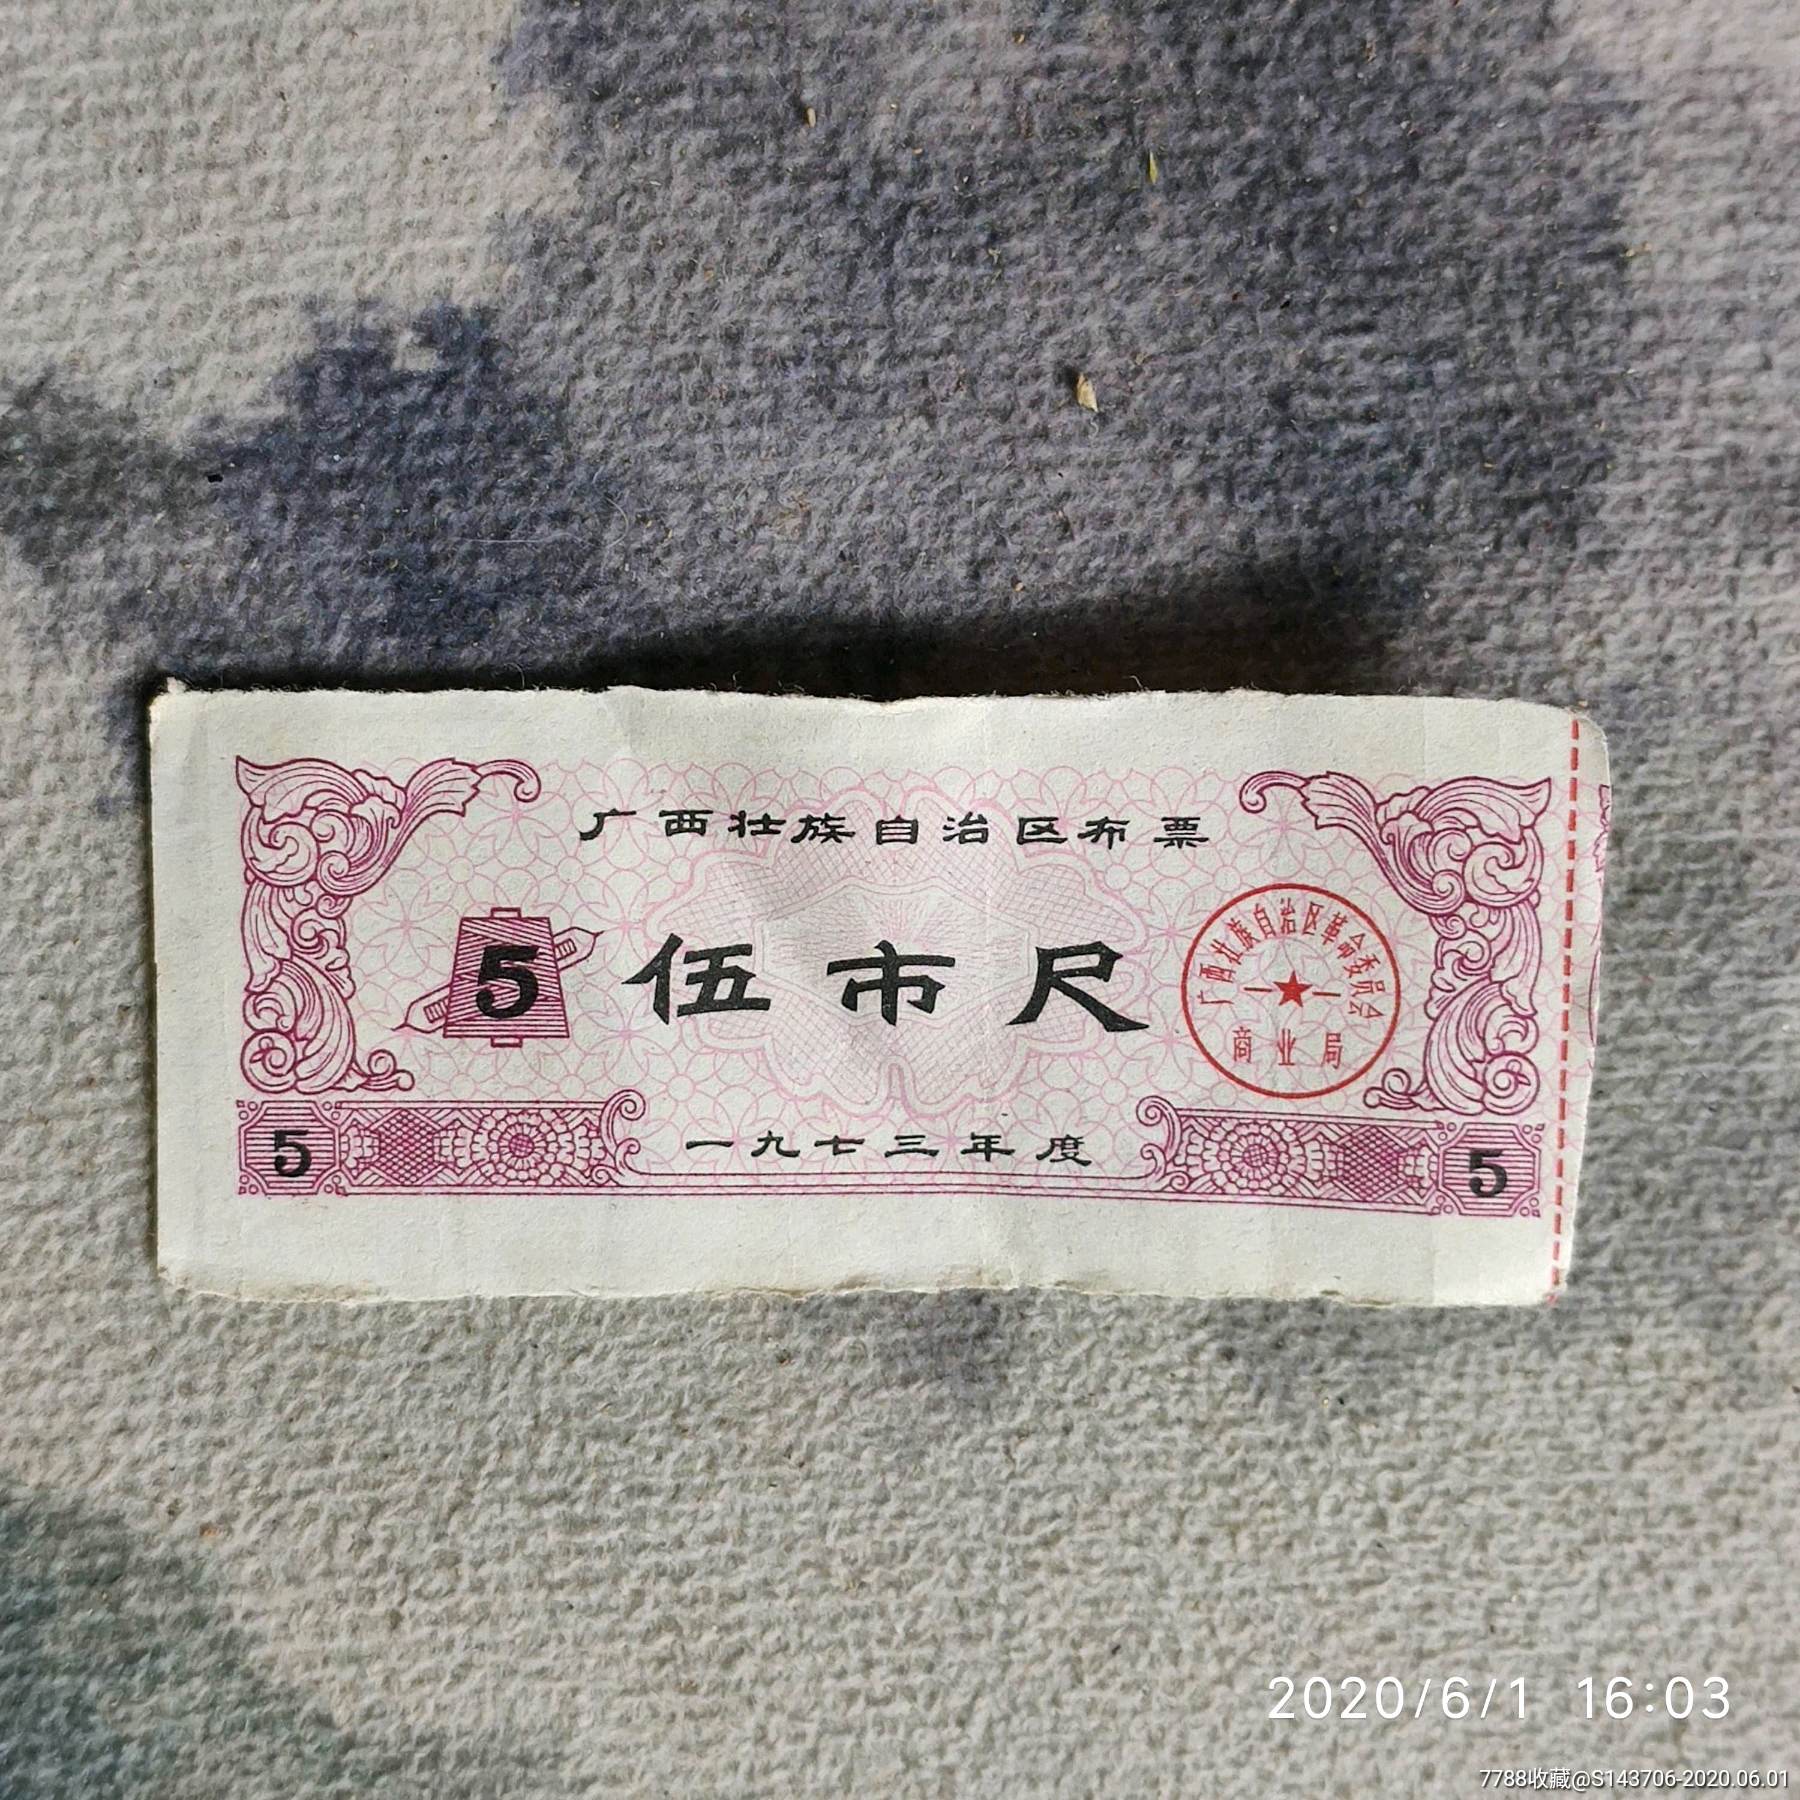 广西壮族自治区布票
5 伍市尺
广西壮族自治区革命委员会
商业局
一九七三年度
5
5
2020/6/1 16:03
7788收藏@S143706-2020.06.01